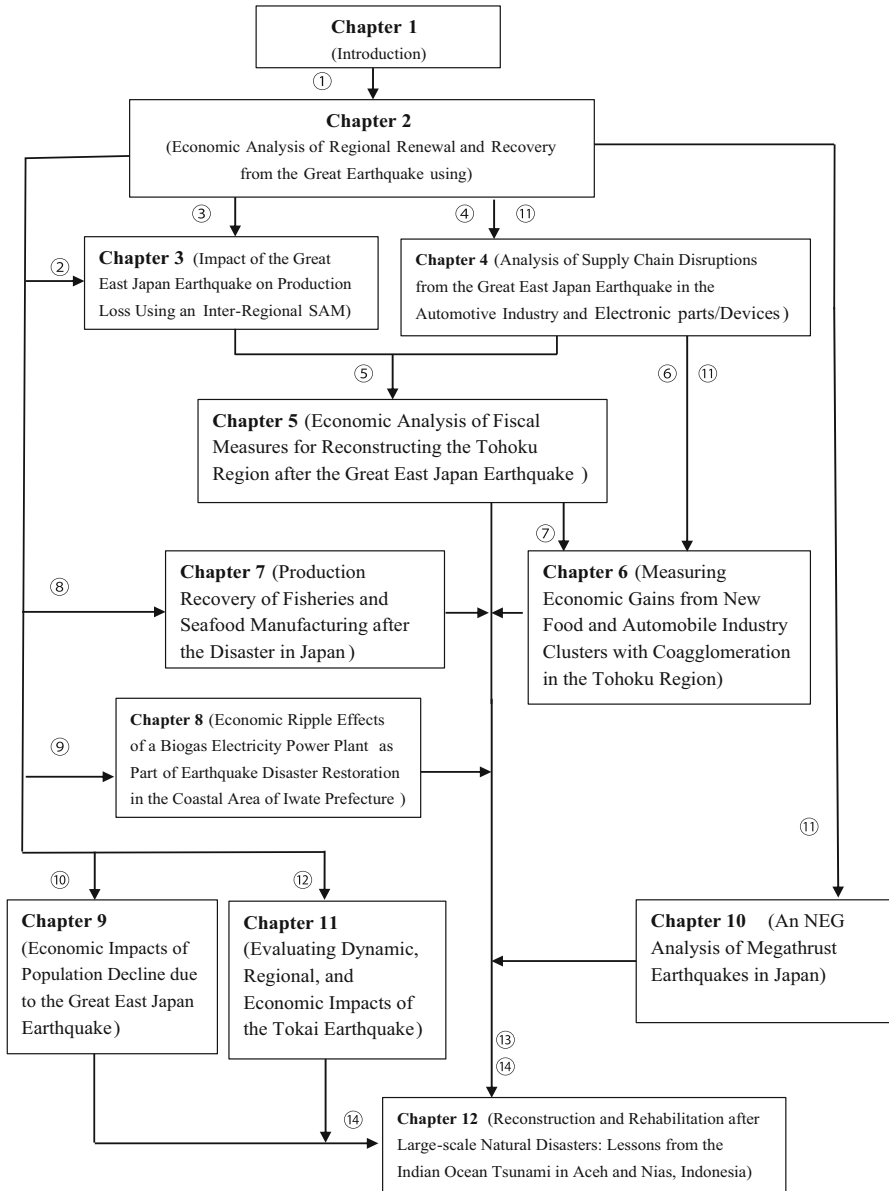 Chapter 1
(Introduction)
①
Chapter 2
(Economic Analysis of Regional Renewal and Recovery
from the Great Earthquake using)
③
④ ⑪
②
Chapter 3 (Impact of the Great
East Japan Earthquake on Production
Loss Using an Inter-Regional SAM)
Chapter 4 (Analysis of Supply Chain Disruptions
from the Great East Japan Earthquake in the
Automotive Industry and Electronic parts/Devices)
⑤
⑥ ⑪
Chapter 5 (Economic Analysis of Fiscal
Measures for Reconstructing the Tohoku
Region after the Great East Japan Earthquake )
⑦
⑧
Chapter 7 (Production
Recovery of Fisheries and
Seafood Manufacturing after
the Disaster in Japan)
Chapter 6 (Measuring
Economic Gains from New
Food and Automobile Industry
Clusters with Coagglomeration
in the Tohoku Region)
⑨
Chapter 8 (Economic Ripple Effects
of a Biogas Electricity Power Plant as
Part of Earthquake Disaster Restoration
in the Coastal Area of Iwate Prefecture )
⑪
⑩
⑫
Chapter 9
(Economic Impacts of
Population Decline due
to the Great East Japan
Earthquake)
Chapter 11
(Evaluating Dynamic,
Regional, and
Economic Impacts of
the Tokai Earthquake)
Chapter 10 (An NEG
Analysis of Megathrust
Earthquakes in Japan)
⑬
⑭
⑭
Chapter 12 (Reconstruction and Rehabilitation after
Large-scale Natural Disasters: Lessons from the
Indian Ocean Tsunami in Aceh and Nias, Indonesia)